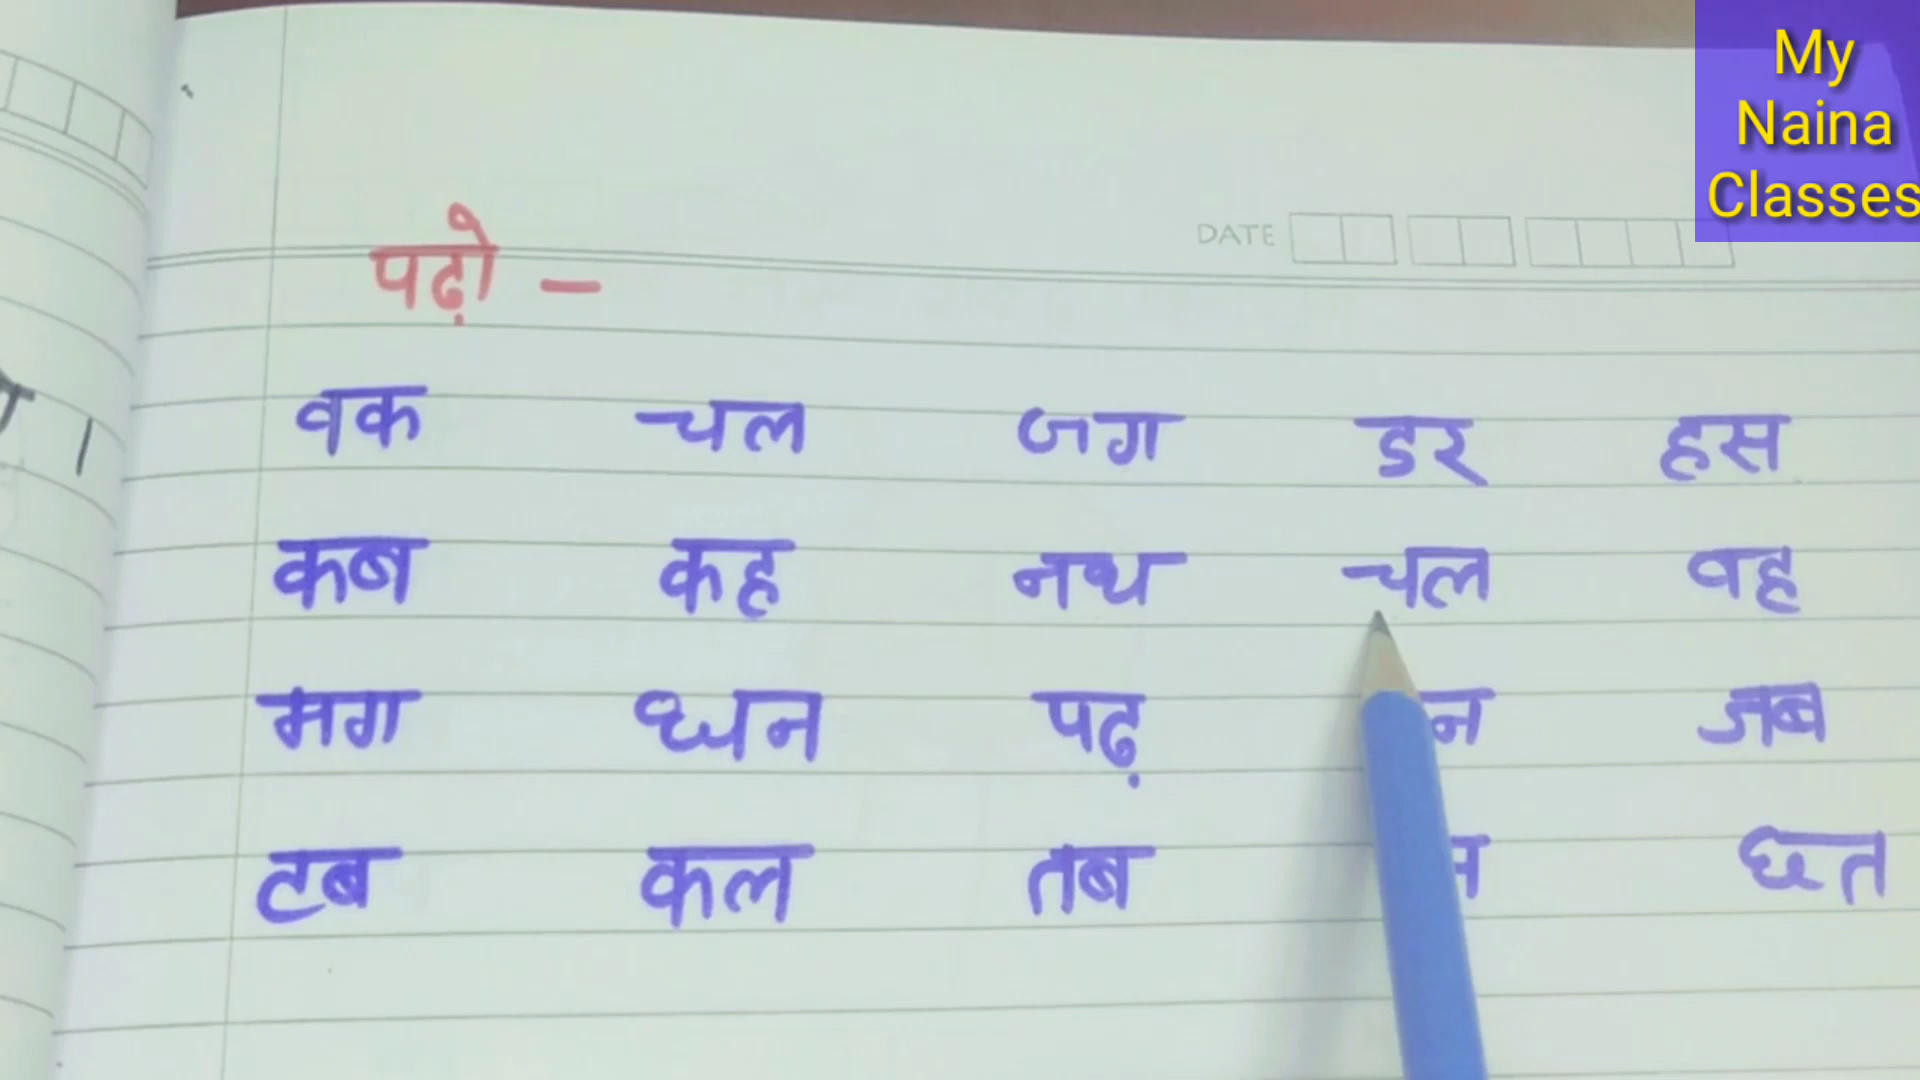 My
Naina
Classes
DATE
पढ़ो –
वक चल जग डर हस
कब कह नथ चल वह
मग धन पढ़ जब
टब कल तब छत